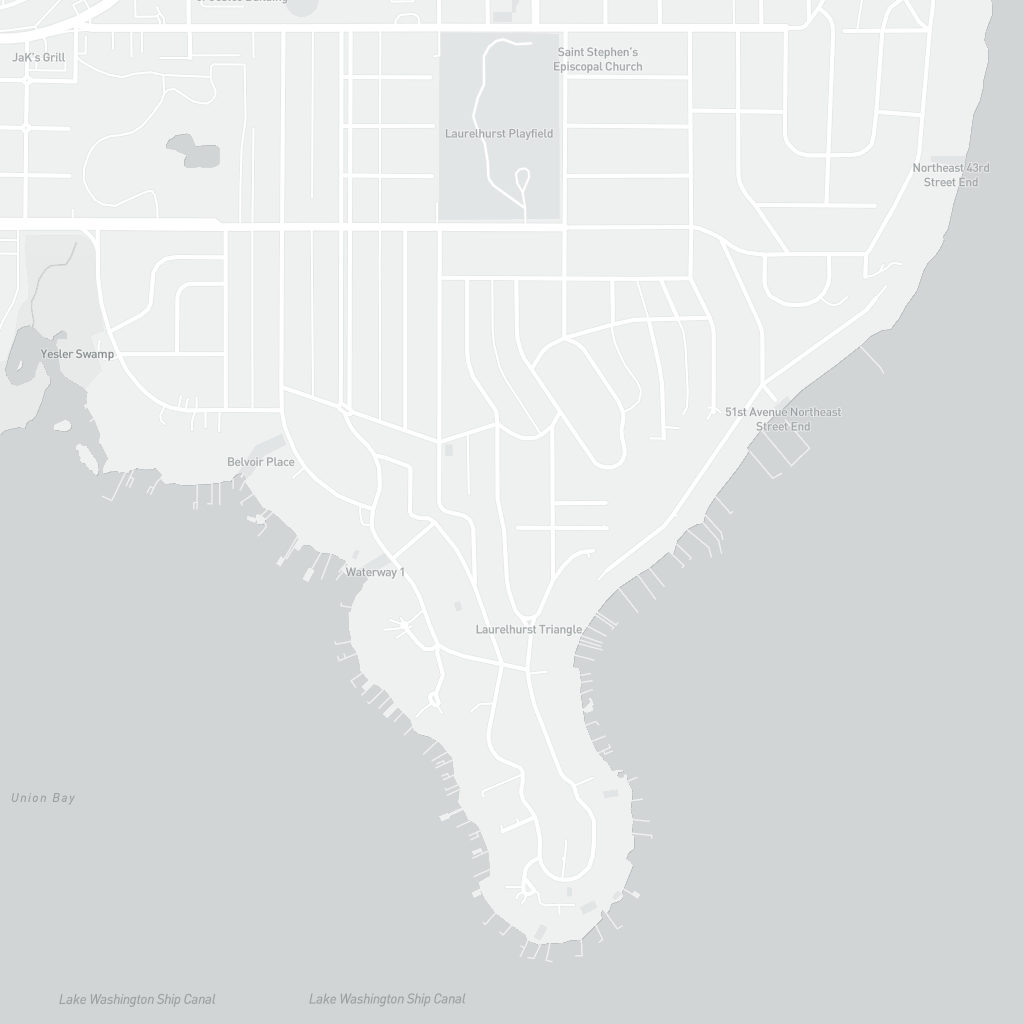 JaK's Grill
Saint Stephen's
Episcopal Church
Laurelhurst Playfield
Northeast 43rd
Street End
Yesler Swamp
51st Avenue Northeast
Street End
Belvoir Place
Waterway 1
Laurelhurst Triangle
Union Bay
Lake Washington Ship Canal
Lake Washington Ship Canal